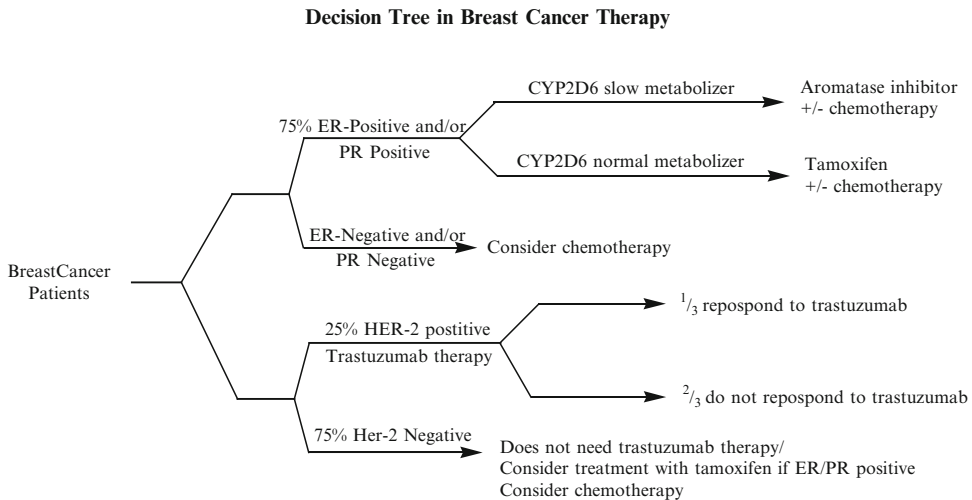 Decision Tree in Breast Cancer Therapy
CYP2D6 slow metabolizer
Aromatase inhibitor
+/- chemotherapy
75% ER-Positive and/or
PR Positive
CYP2D6 normal metabolizer
Tamoxifen
+/- chemotherapy
ER-Negative and/or
PR Negative
Consider chemotherapy
BreastCancer
Patients
1/3 repospond to trastuzumab
25% HER-2 postitive
Trastuzumab therapy
2/3 do not repospond to trastuzumab
75% Her-2 Negative
Does not need trastuzumab therapy/
Consider treatment with tamoxifen if ER/PR positive
Consider chemotherapy